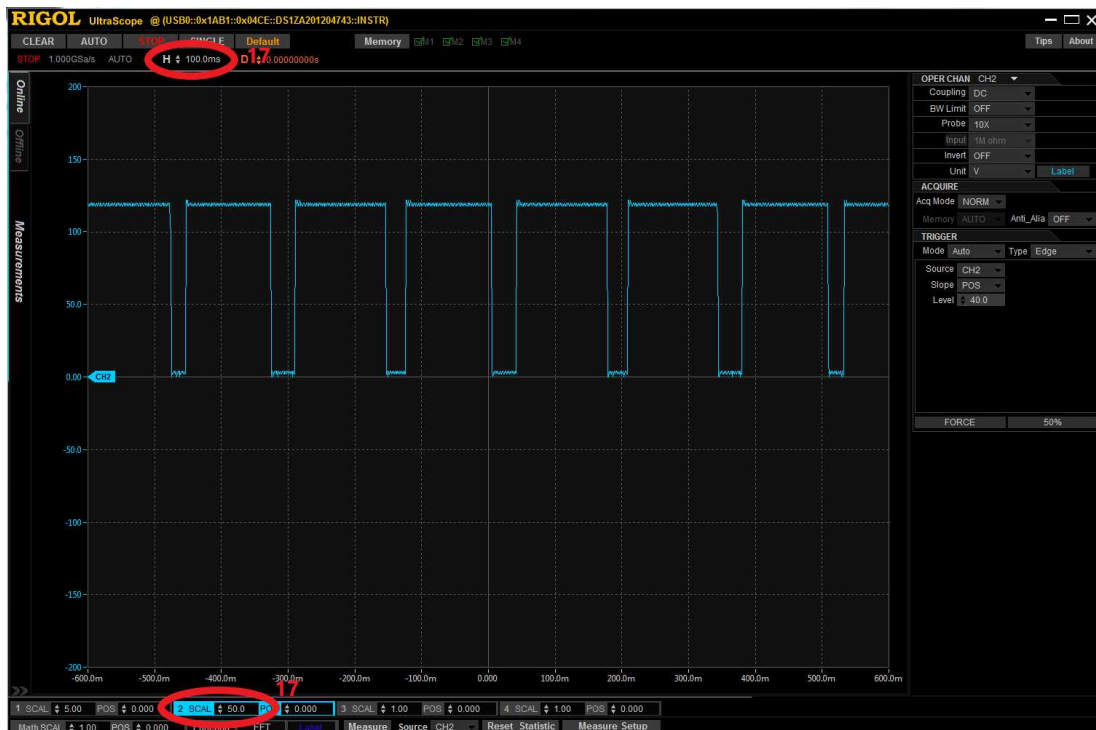 RIGOL UltraScope @ (USB0::0x1AB1::0x04CE::DS1ZA201204743::INSTR)
CLEAR AUTO STOP SINGLE Default Memory M1 M2 M3 M4 Tips About
STOP 1.000GSa/s AUTO H 100.0ms 17 D 0.00000000s
Online
Offline
Measurements
200
150
100
50.0
0.00 CH2
-50.0
-100
-150
-200
-600.0m -500.0m -400.0m -300.0m -200.0m -100.0m 0.000 100.0m 200.0m 300.0m 400.0m 500.0m 600.0m
OPER CHAN CH2
Coupling DC
BW Limit OFF
Probe 10X
Input 1M ohm
Invert OFF
Unit V Label
ACQUIRE
Acq Mode NORM
Memory AUTO Anti_Alia OFF
TRIGGER
Mode Auto Type Edge
Source CH2
Slope POS
Level 40.0
FORCE 50%
17
1 SCAL 5.00 POS 0.000 2 SCAL 50.0 POS 0.000 3 SCAL 1.00 POS 0.000 4 SCAL 1.00 POS 0.000
Math SCAL 1.00 POS 0.000 Function FFT Label Measure Source CH2 Reset Statistic Measure Setup